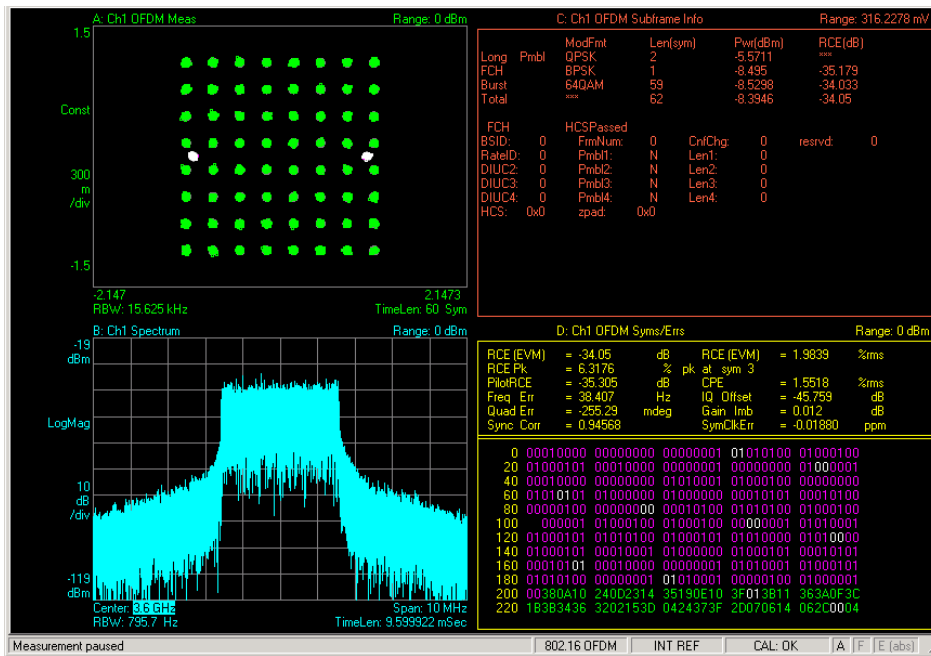 A: Ch1 OFDM Meas Range: 0 dBm
1.5
Const
300
m
/div
-1.5
-2.147 2.1473
RBW: 15.625 kHz TimeLen: 60 Sym
C: Ch1 OFDM Subframe Info Range: 316.2278 mV
ModFmt Len(sym) Pwr(dBm) RCE(dB)
Long Pmbl QPSK 2 -5.5711 ***
FCH BPSK 1 -8.495 -35.179
Burst 64QAM 59 -8.5298 -34.033
Total *** 62 -8.3946 -34.05
FCH HCSPassed
BSID: 0 FrmNum: 0 CnfChg: 0 resrvd: 0
RateID: 0 Pmbl1: N Len1: 0
DIUC2: 0 Pmbl2: N Len2: 0
DIUC3: 0 Pmbl3: N Len3: 0
DIUC4: 0 Pmbl4: N Len4: 0
HCS: 0x0 zpad: 0x0
B: Ch1 Spectrum Range: 0 dBm
-19
dBm
LogMag
10
dB
/div
-119
dBm
Center: 3.6 GHz Span: 10 MHz
RBW: 795.7 Hz TimeLen: 9.599922 mSec
D: Ch1 OFDM Syms/Errs Range: 0 dBm
RCE (EVM) = -34.05 dB RCE (EVM) = 1.9839 %rms
RCE Pk = 6.3176 % pk at sym 3
PilotRCE = -35.305 dB CPE = 1.5518 %rms
Freq Err = 38.407 Hz IQ Offset = -45.759 dB
Quad Err = -255.29 mdeg Gain Imb = 0.012 dB
Sync Corr = 0.94568 SymClkErr = -0.01880 ppm
0 00010000 00000000 00000001 01010100 01000100
20 01000101 00010001 01000100 00000000 01000001
40 00010000 00000000 01010001 01000100 00000000
60 01010101 01000000 01000000 00010101 00010100
80 00000100 00000000 00010100 01010100 00010000
100 000001 01000100 01000100 00000001 01010001
120 01000101 01010100 01000101 00010001 01010000
140 01010001 00010001 01000000 01000101 00010101
160 00010101 00010000 01000100 00010001 01000101
180 01010100 00000001 01010001 00000100 01010000
200 00380A10 240D2314 35190E10 3F013B11 363A0F3C
220 1B3B3436 3202153D 0424373F 2D070614 062C0004
Measurement paused 802.16 OFDM INT REF CAL: OK A F E (abs)